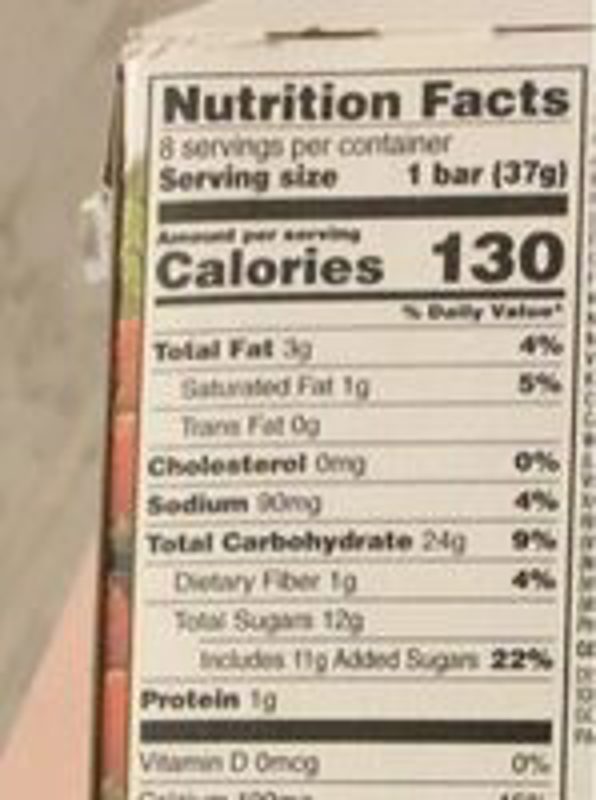 Nutrition Facts
8 servings per container
Serving size 1 bar (37g)
Amount per serving
Calories 130
% Daily Value*
Total Fat 3g 4%
Saturated Fat 1g 5%
Trans Fat 0g
Cholesterol 0mg 0%
Sodium 90mg 4%
Total Carbohydrate 24g 9%
Dietary Fiber 1g 4%
Total Sugars 12g
Includes 11g Added Sugars 22%
Protein 1g
Vitamin D 0mcg 0%
Calcium